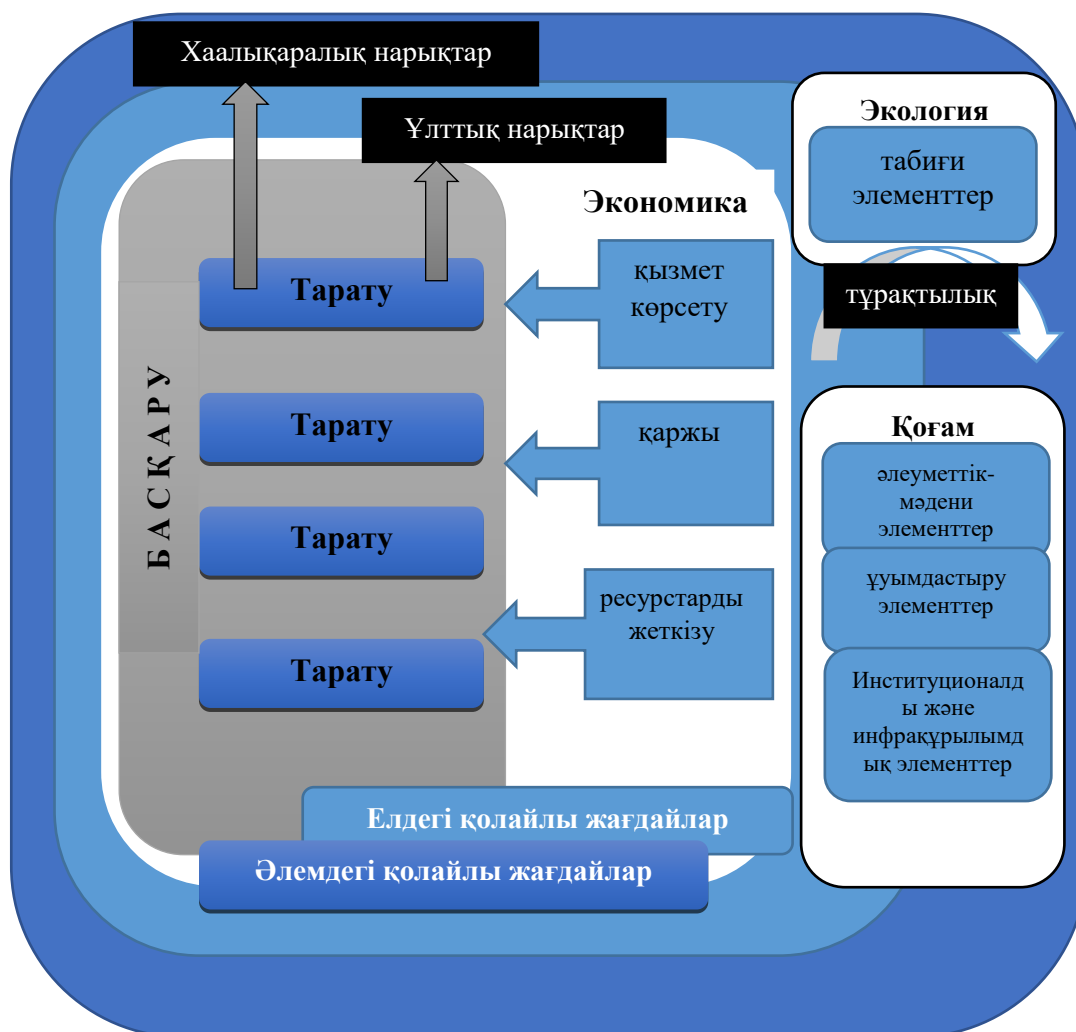 Хаалықаралық нарықтар
Ұлттық нарықтар
Экономика
БАСҚАРУ
Тарату
Тарату
Тарату
Тарату
қызмет
көрсету
қаржы
ресурстарды
жеткізу
Елдегі қолайлы жағдайлар
Әлемдегі қолайлы жағдайлар
Экология
табиғи
элементтер
тұрақтылық
Қоғам
әлеуметтік-
мәдени
элементтер
ұуымдастыру
элементтер
Институционалд
ы және
инфрақұрылымд
ық элементтер